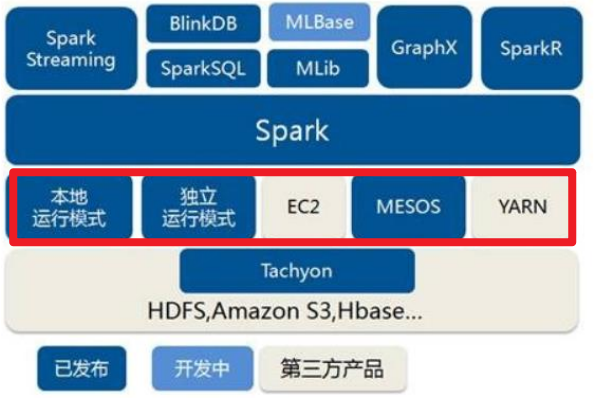 Spark
Streaming
BlinkDB
MLBase
GraphX
SparkR
SparkSQL
MLib
Spark
本地
运行模式
独立
运行模式
EC2
MESOS
YARN
Tachyon
HDFS,Amazon S3,Hbase...
已发布
开发中
第三方产品